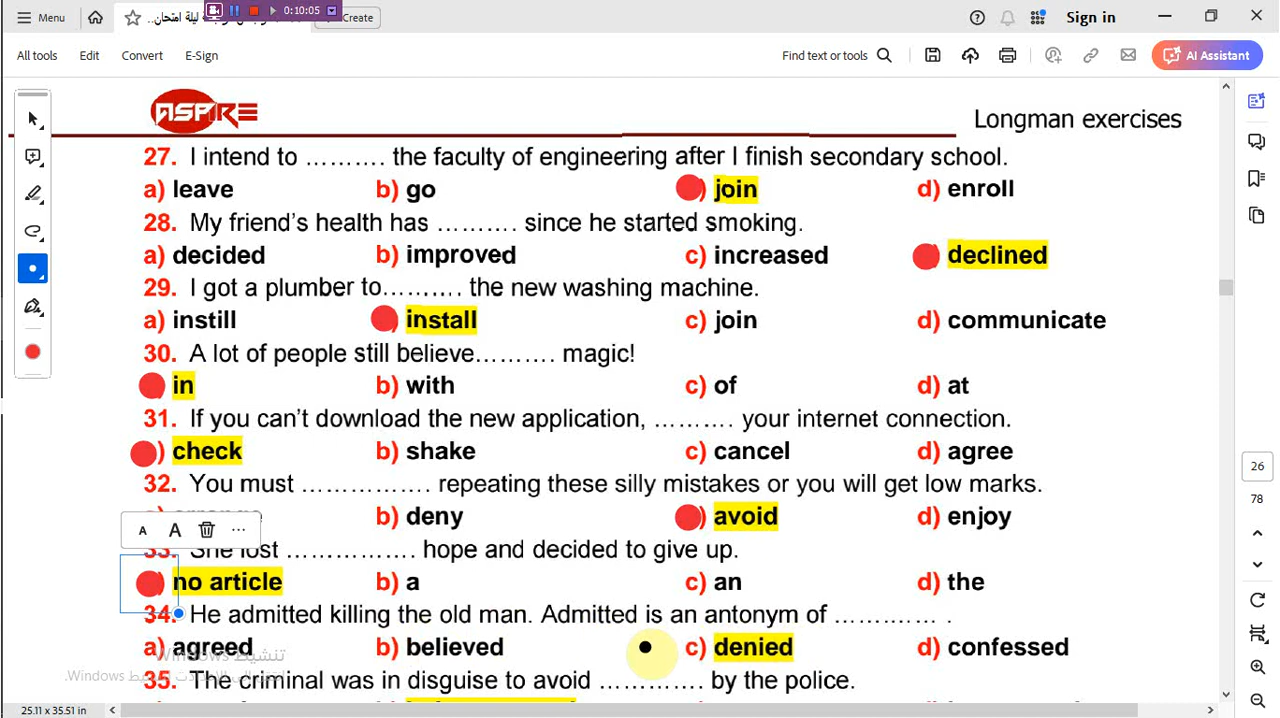 Menu
ليلة امتحان..
0:10:05
Create
Sign in
All tools
Edit
Convert
E-Sign
Find text or tools
AI Assistant
ASPIRE
Longman exercises
27. I intend to ………. the faculty of engineering after I finish secondary school.
a) leave b) go ) join d) enroll
28. My friend's health has ………. since he started smoking.
a) decided b) improved c) increased declined
29. I got a plumber to………. the new washing machine.
a) instill ) install c) join d) communicate
30. A lot of people still believe………. magic!
) in b) with c) of d) at
31. If you can't download the new application, ………. your internet connection.
) check b) shake c) cancel d) agree
32. You must ……………. repeating these silly mistakes or you will get low marks.
b) deny ) avoid d) enjoy
A A ...
33. She lost ……………. hope and decided to give up.
) no article b) a c) an d) the
34. He admitted killing the old man. Admitted is an antonym of ………… .
a) agreed b) believed c) denied d) confessed
تنشيط Windows
Windows.
35. The criminal was in disguise to avoid …………. by the police.
26
78
25.11 x 35.51 in